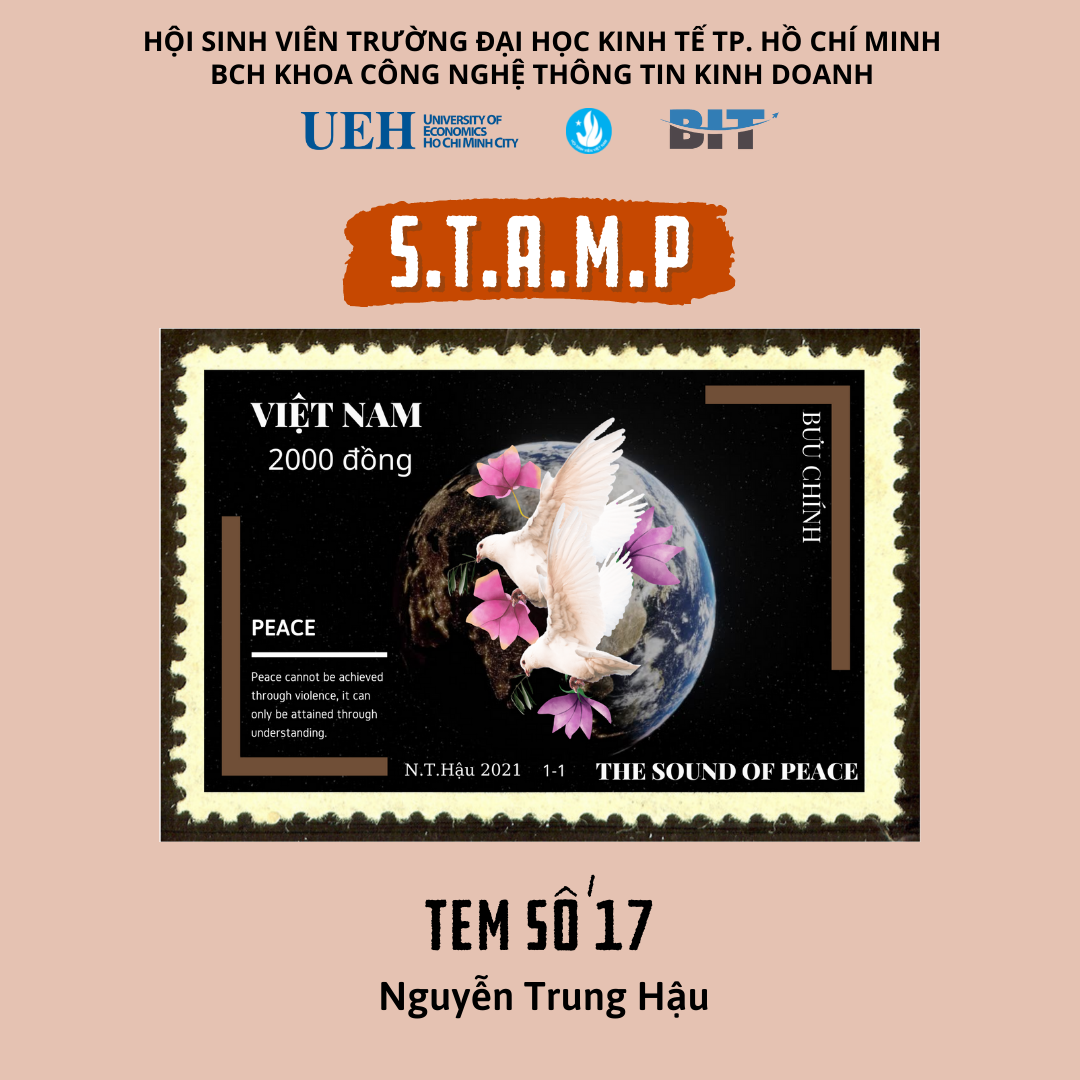 HỘI SINH VIÊN TRƯỜNG ĐẠI HỌC KINH TẾ TP. HỒ CHÍ MINH
BCH KHOA CÔNG NGHỆ THÔNG TIN KINH DOANH
UEH
UNIVERSITY OF
ECONOMICS
HO CHI MINH CITY
BIT
S.T.A.M.P
VIỆT NAM
2000 đồng
BƯU CHÍNH
PEACE
Peace cannot be achieved
through violence, it can
only be attained through
understanding.
N.T.Hậu 2021 1-1 THE SOUND OF PEACE
TEM SỐ 17
Nguyễn Trung Hậu